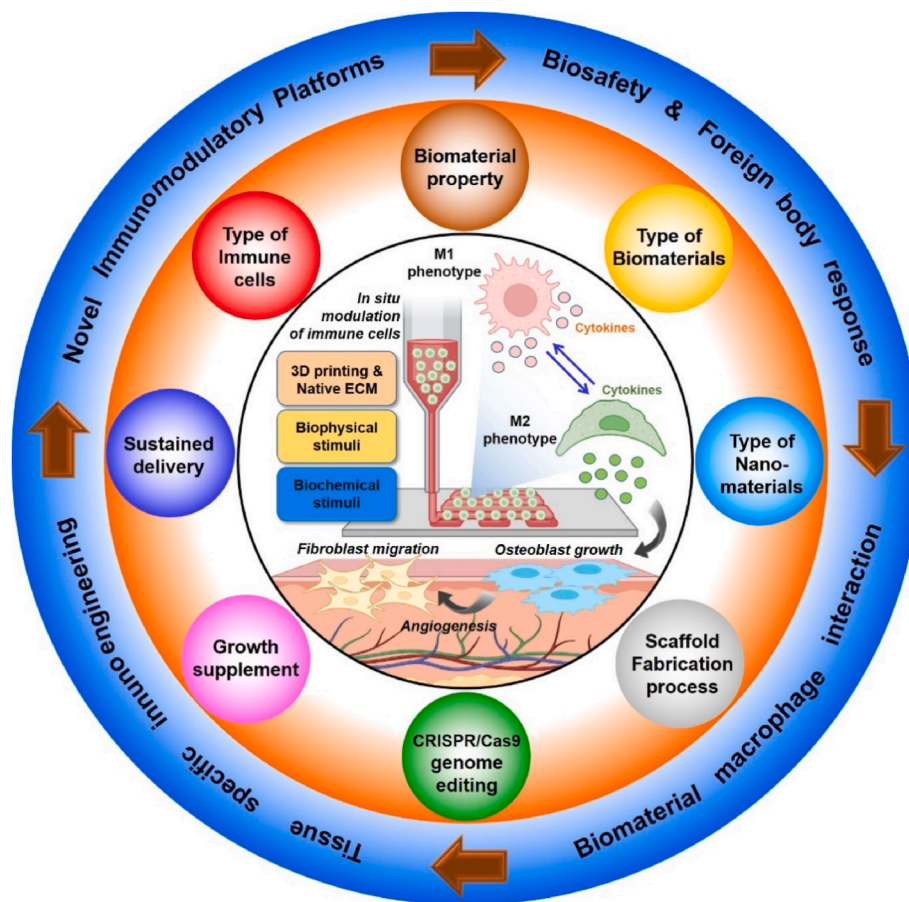 Novel Immunomodulatory Platforms
Biosafety & Foreign body response
Biomaterial macrophage interaction
Tissue specific inmuno engineering
Biomaterial
property
Type of
Biomaterials
Type of
Nano-
materials
Scaffold
Fabrication
process
CRISPR/Cas9
genome
editing
Growth
supplement
Sustained
delivery
Type of
Immune
cells
M1
phenotype
In situ
modulation
of immune cells
Cytokines
3D printing &
Native ECM
Biophysical
stimuli
Biochemical
stimuli
Cytokines
M2
phenotype
Fibroblast migration
Osteoblast growth
Angiogenesis